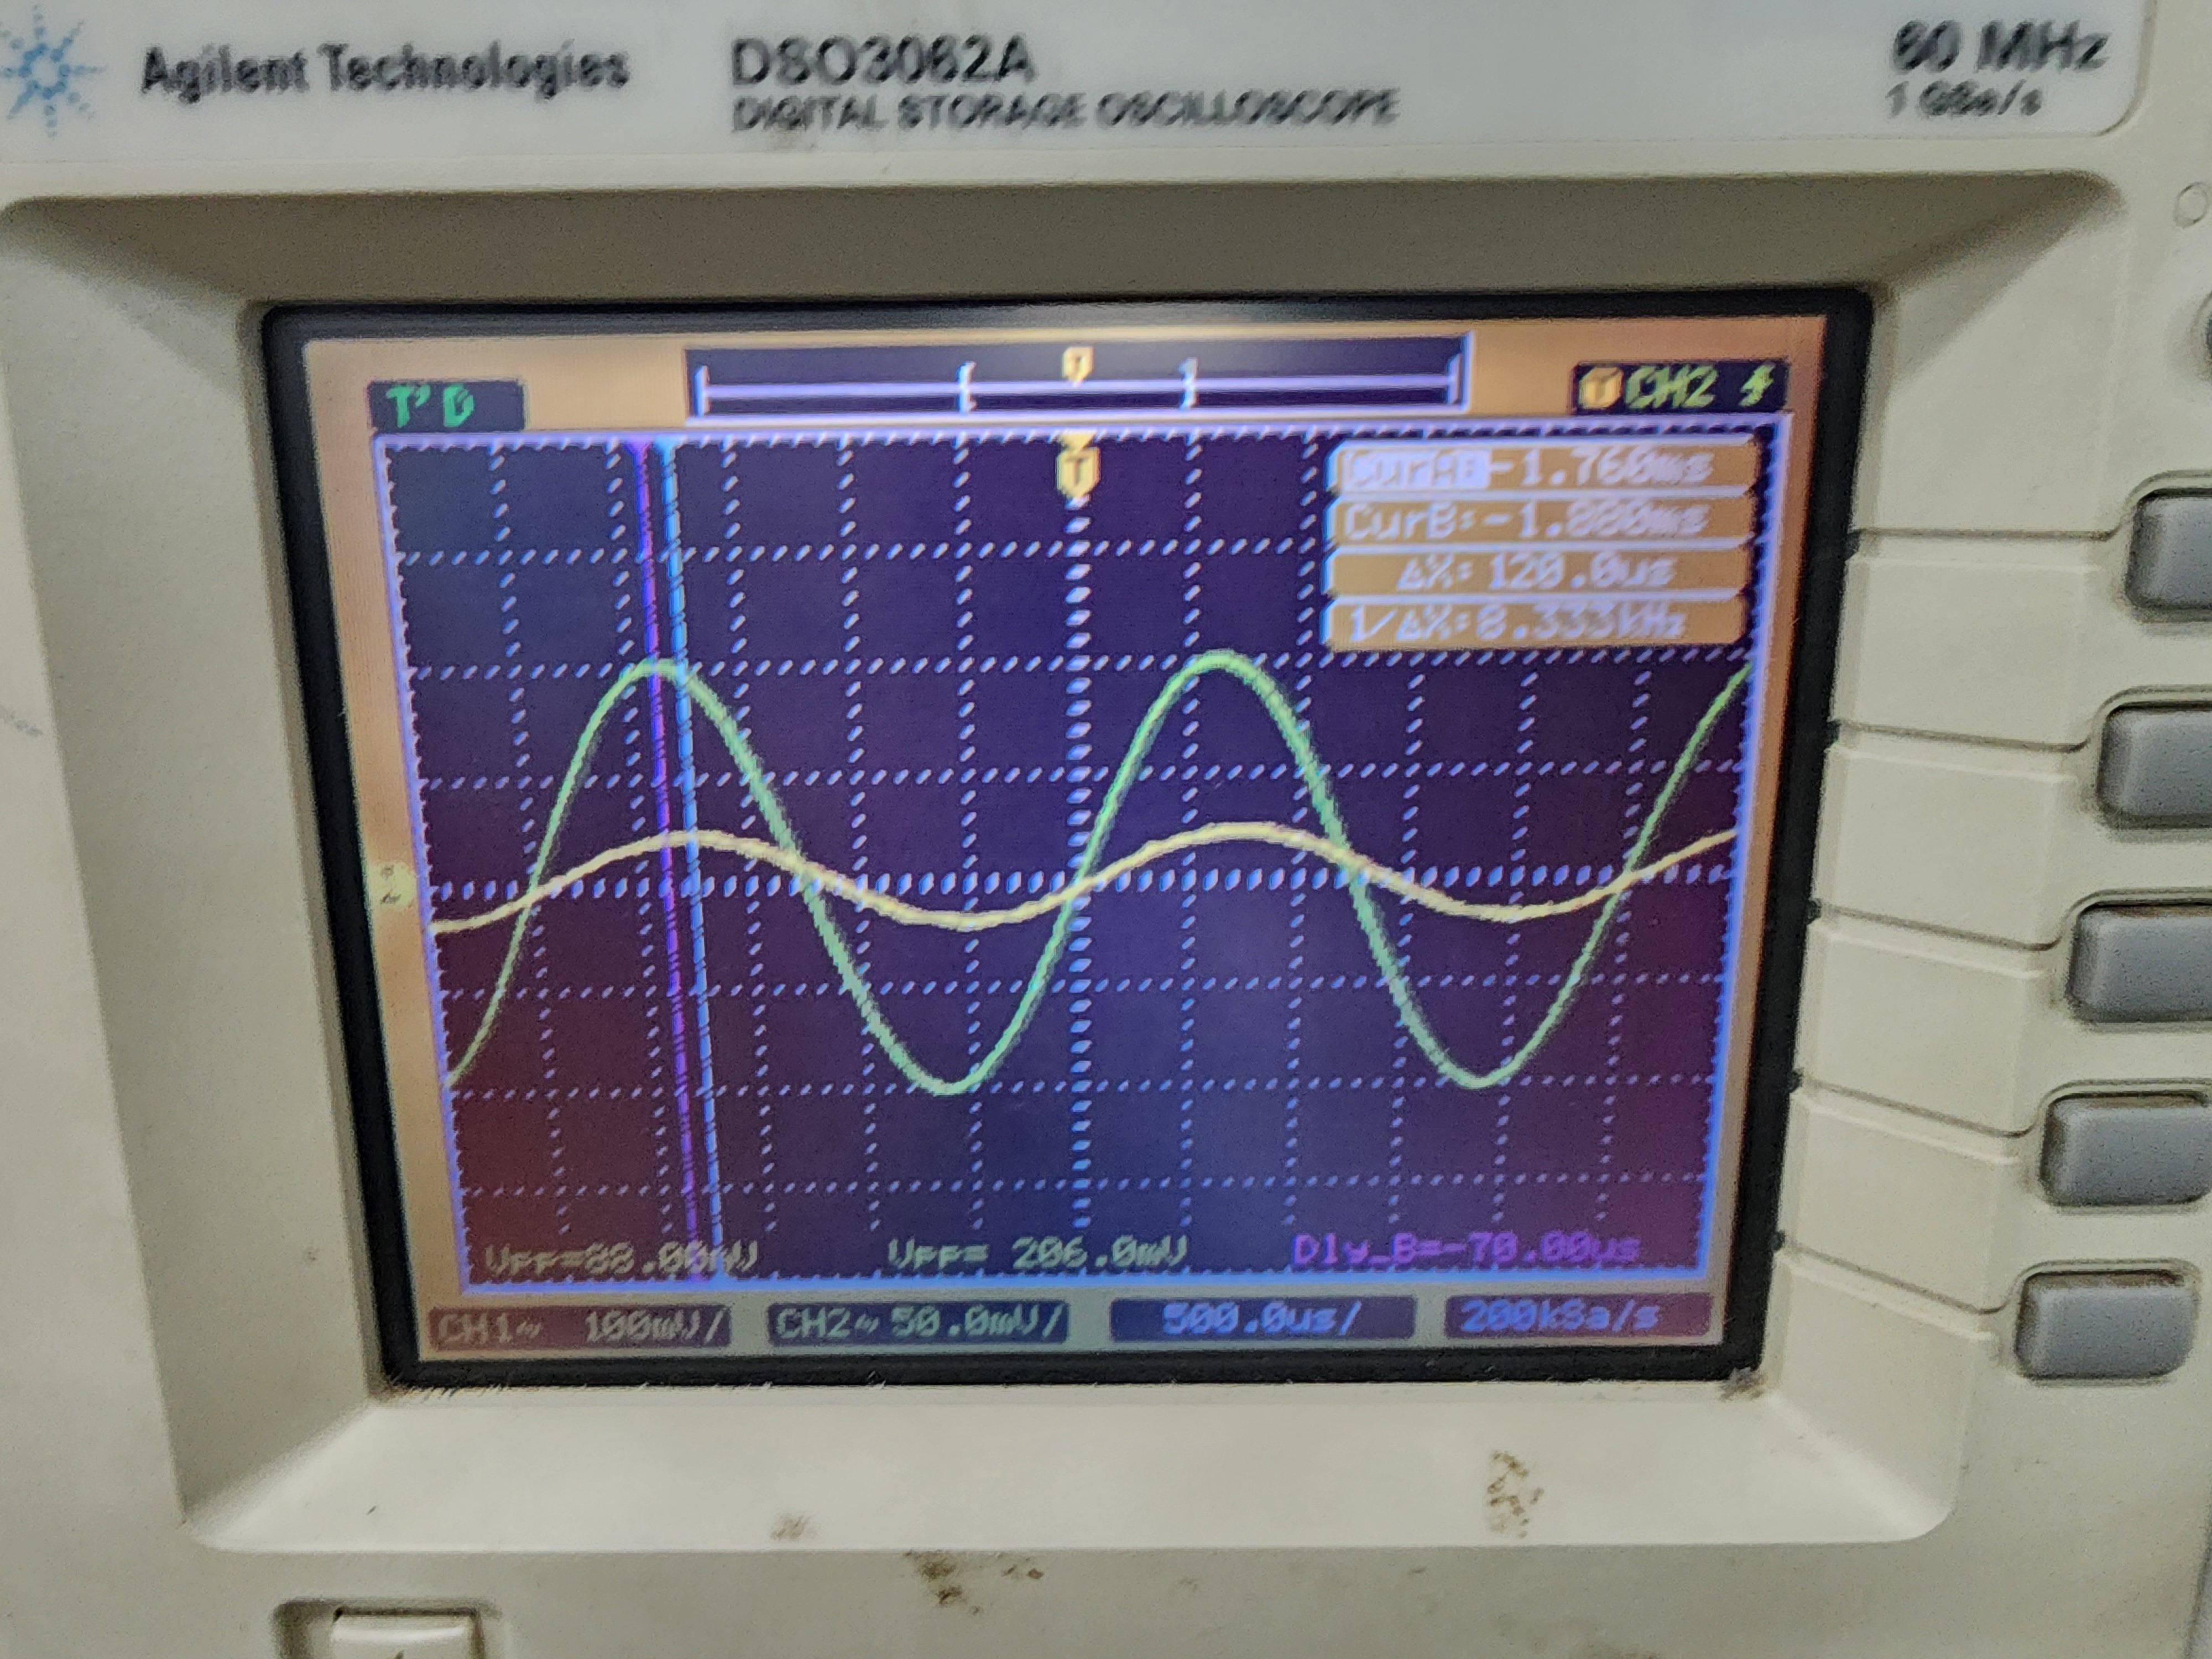 Agilent Technologies
DSO3062A
DIGITAL STORAGE OSCILLOSCOPE
60 MHz
1 GSa/s
T'D
T
T CH2
T
CurA:-1.760ms
CurB:-1.880ms
ΔX: 120.0us
1/ΔX:8.333kHz
Vpp=88.00mV
Vpp= 206.0mV
Dly_B=-70.00us
CH1~ 100mV/
CH2~ 50.0mV/
500.0us/
200kSa/s